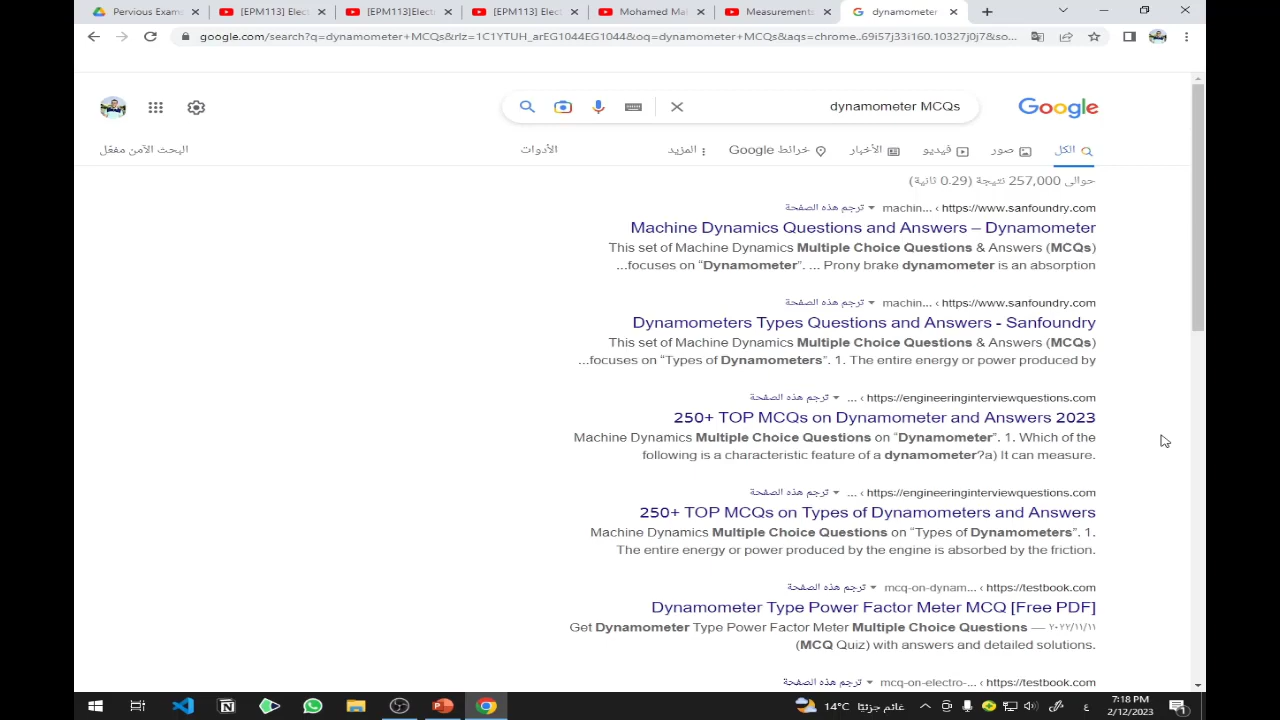 Pervious Exam
[EPM113] Elect
[EPM113]Electr
[EPM113] Elec
Mohamed Mal
Measurements
dynamometer
google.com/search?q=dynamometer+MCQs&rlz=1C1YTUH_arEG1044EG1044&oq=dynamometer+MCQs&aqs=chrome..69i57j33i160.10327j0j7&so...
Google
dynamometer MCQs
الكل
صور
فيديو
الأخبار
خرائط Google
المزيد
الأدوات
البحث الآمن مفعّل
حوالى 257,000 نتيجة (0.29 ثانية)
https://www.sanfoundry.com › machin... ترجم هذه الصفحة
Machine Dynamics Questions and Answers – Dynamometer
This set of Machine Dynamics Multiple Choice Questions & Answers (MCQs)
...focuses on “Dynamometer”. ... Prony brake dynamometer is an absorption
https://www.sanfoundry.com › machin... ترجم هذه الصفحة
Dynamometers Types Questions and Answers - Sanfoundry
This set of Machine Dynamics Multiple Choice Questions & Answers (MCQs)
...focuses on “Types of Dynamometers”. 1. The entire energy or power produced by
https://engineeringinterviewquestions.com › ... ترجم هذه الصفحة
250+ TOP MCQs on Dynamometer and Answers 2023
Machine Dynamics Multiple Choice Questions on “Dynamometer”. 1. Which of the
following is a characteristic feature of a dynamometer?a) It can measure.
https://engineeringinterviewquestions.com › ... ترجم هذه الصفحة
250+ TOP MCQs on Types of Dynamometers and Answers
Machine Dynamics Multiple Choice Questions on “Types of Dynamometers”. 1.
The entire energy or power produced by the engine is absorbed by the friction.
https://testbook.com › mcq-on-dynam... ترجم هذه الصفحة
Dynamometer Type Power Factor Meter MCQ [Free PDF]
٢٠٢٢/١١/١١ — Get Dynamometer Type Power Factor Meter Multiple Choice Questions
(MCQ Quiz) with answers and detailed solutions.
https://testbook.com › mcq-on-electro-... ترجم هذه الصفحة
14°C غائم جزئيًا
ع
7:18 PM
2/12/2023
1